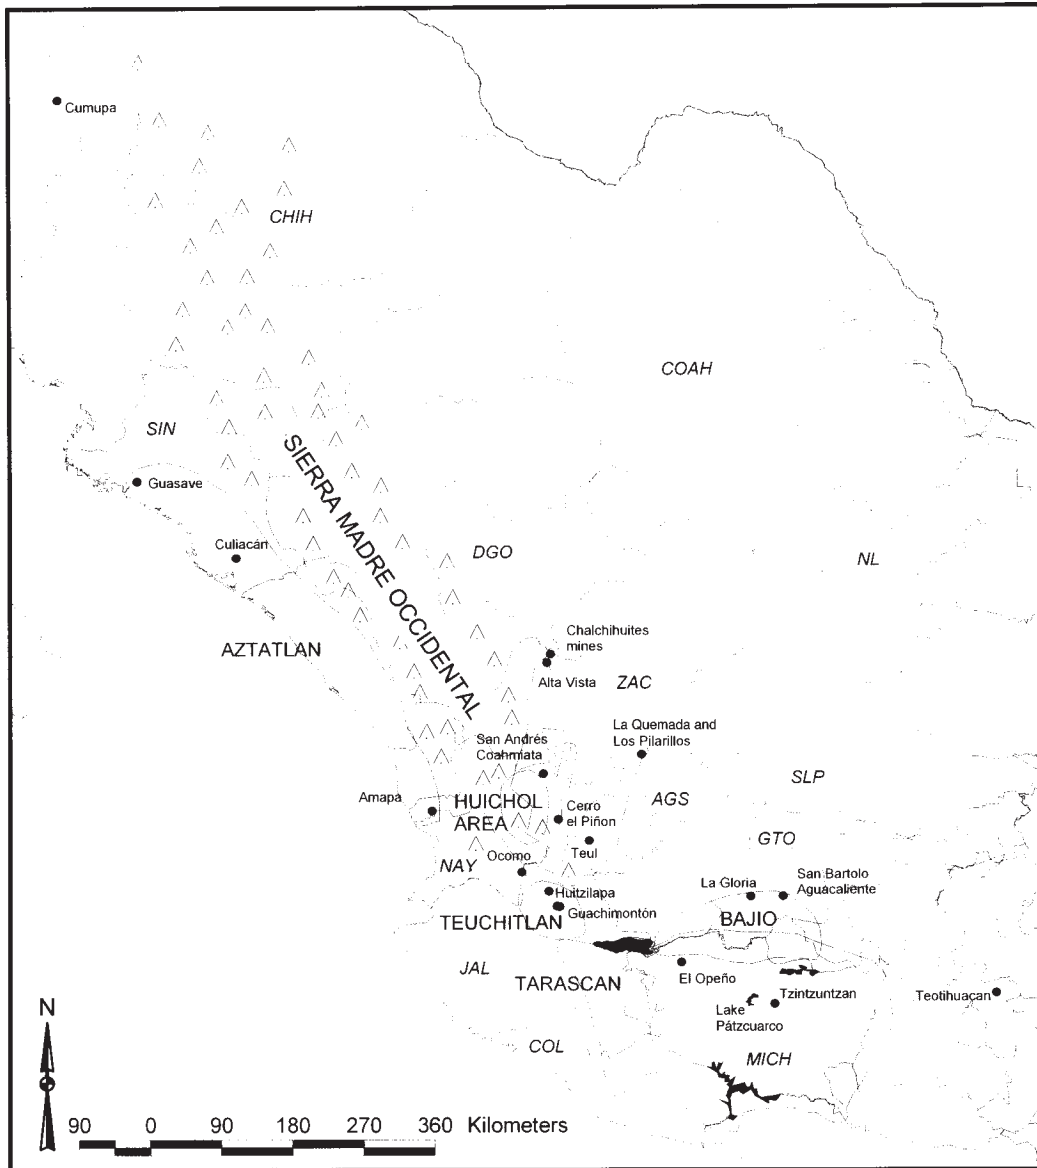 Cumupa
CHIH
COAH
SIN
SIERRA MADRE OCCIDENTAL
Guasave
Culiacán
DGO
NL
AZTATLAN
Chalchihuites
mines
Alta Vista
ZAC
La Quemada and
Los Pilarillos
San Andrés
Coahmiata
SLP
Amapa
HUICHOL
AREA
Cerro
el Piñon
AGS
GTO
Teul
Ocomo
NAY
Huitzilapa
La Gloria
San Bartolo
Aguacaliente
TEUCHITLAN
Guachimontón
BAJIO
JAL
TARASCAN
El Opeño
Tzintzuntzan
Teotihuacan
Lake
Pátzcuarco
COL
MICH
N
90 0 90 180 270 360 Kilometers